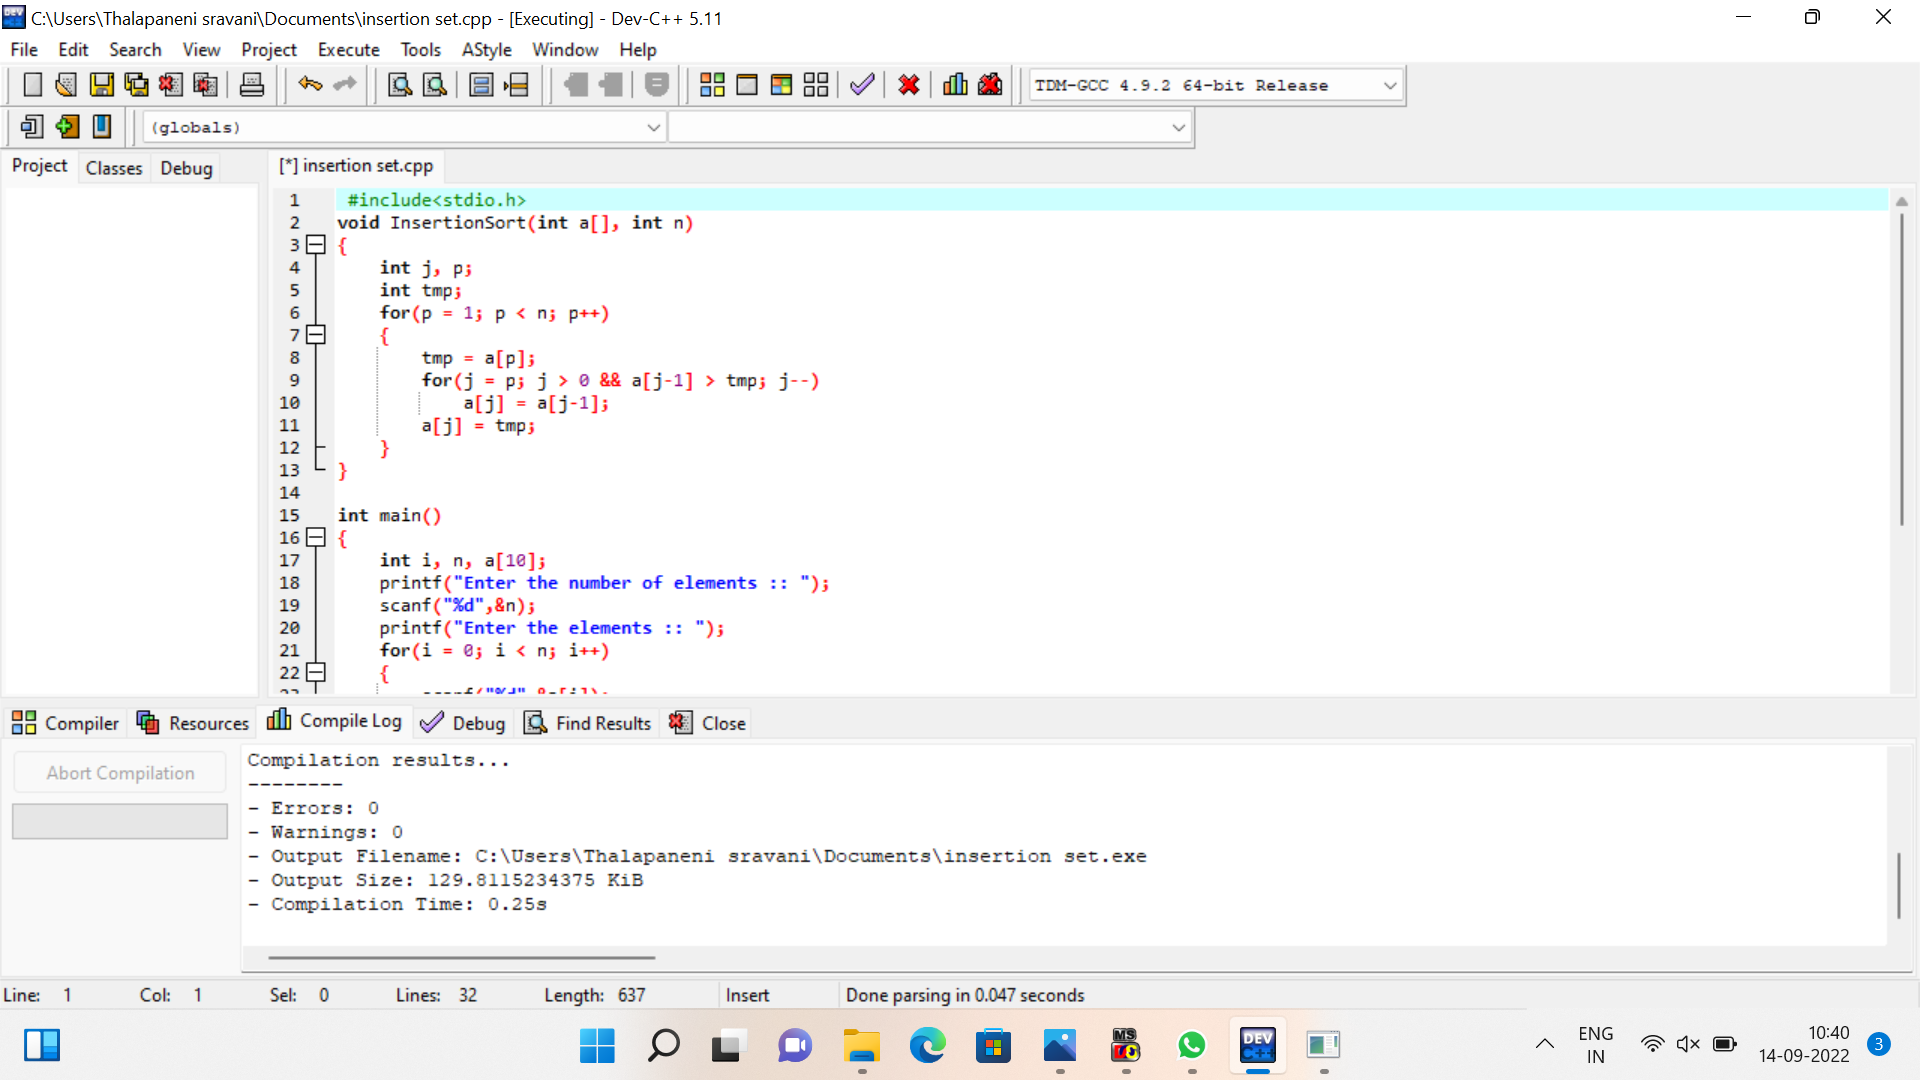 C:\Users\Thalapaneni sravani\Documents\insertion set.cpp - [Executing] - Dev-C++ 5.11
File Edit Search View Project Execute Tools AStyle Window Help
TDM-GCC 4.9.2 64-bit Release
(globals)
Project Classes Debug
[*] insertion set.cpp
1 #include<stdio.h>
2 void InsertionSort(int a[], int n)
3 {
4 int j, p;
5 int tmp;
6 for(p = 1; p < n; p++)
7 {
8 tmp = a[p];
9 for(j = p; j > 0 && a[j-1] > tmp; j--)
10 a[j] = a[j-1];
11 a[j] = tmp;
12 }
13 }
14
15 int main()
16 {
17 int i, n, a[10];
18 printf("Enter the number of elements :: ");
19 scanf("%d",&n);
20 printf("Enter the elements :: ");
21 for(i = 0; i < n; i++)
22 {
Compiler Resources Compile Log Debug Find Results Close
Abort Compilation
Compilation results...
--------
- Errors: 0
- Warnings: 0
- Output Filename: C:\Users\Thalapaneni sravani\Documents\insertion set.exe
- Output Size: 129.8115234375 KiB
- Compilation Time: 0.25s
Line: 1 Col: 1 Sel: 0 Lines: 32 Length: 637 Insert Done parsing in 0.047 seconds
MS
DEV
C++
ENG
IN
10:40
14-09-2022
3